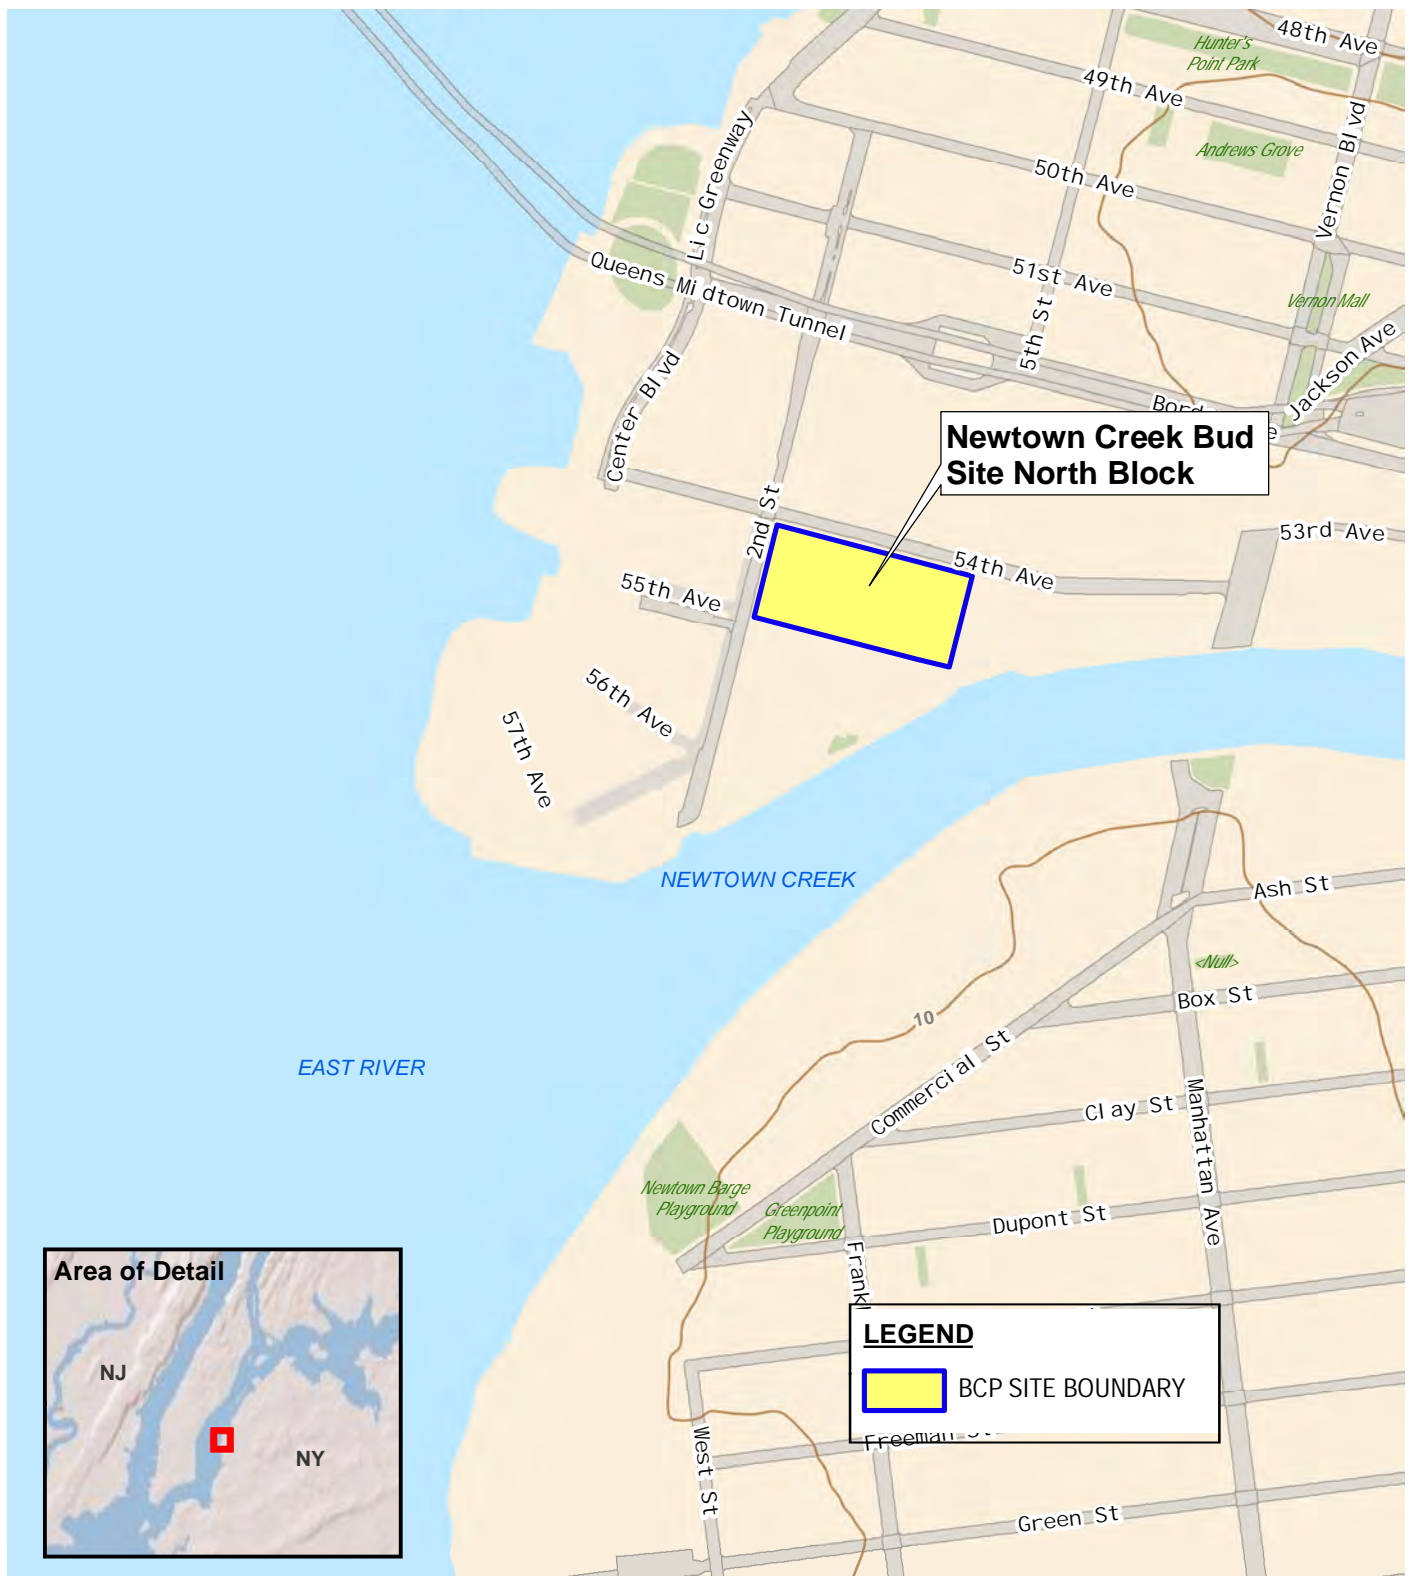 48th Ave
Hunter's
Point Park
49th Ave
Andrews Grove
Vernon Blvd
50th Ave
Lic Greenway
51st Ave
Queens Midtown Tunnel
Vernon Mall
5th St
Jackson Ave
Center Blvd
Newtown Creek Bud
Site North Block
2nd St
53rd Ave
54th Ave
55th Ave
56th Ave
57th Ave
NEWTOWN CREEK
Ash St
<Null>
Box St
10
Commercial St
EAST RIVER
Clay St
Manhattan Ave
Newtown Barge
Playground
Greenpoint
Playground
Dupont St
Area of Detail
NJ
NY
LEGEND
BCP SITE BOUNDARY
Freeman St
West St
Green St